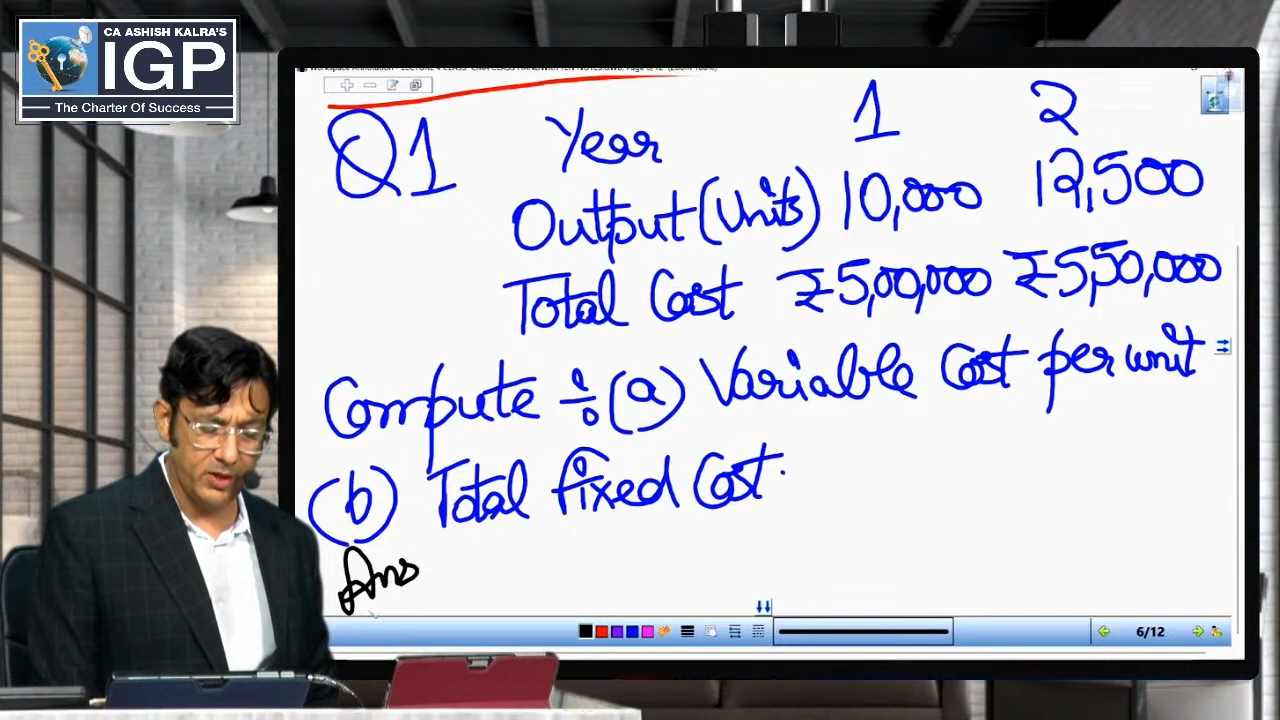 CA ASHISH KALRA'S
IGP
The Charter Of Success
Q1 Year 1 2
Output (Units) 10,000 12,500
Total Cost ₹5,00,000 ₹5,50,000
Compute :- (a) Variable Cost per unit
(b) Total fixed Cost.
Ans
6/12